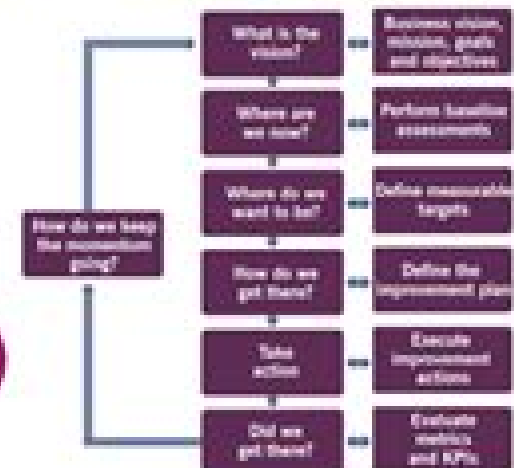 What is the
vision?
Business vision,
mission, goals
and objectives
Where are
we now?
Perform baseline
assessments
Where do we
want to be?
Define measurable
targets
How do we keep
the momentum
going?
How do we
get there?
Define the
improvement plan
Take
action
Execute
improvement
actions
Did we
get there?
Evaluate
metrics
and KPIs